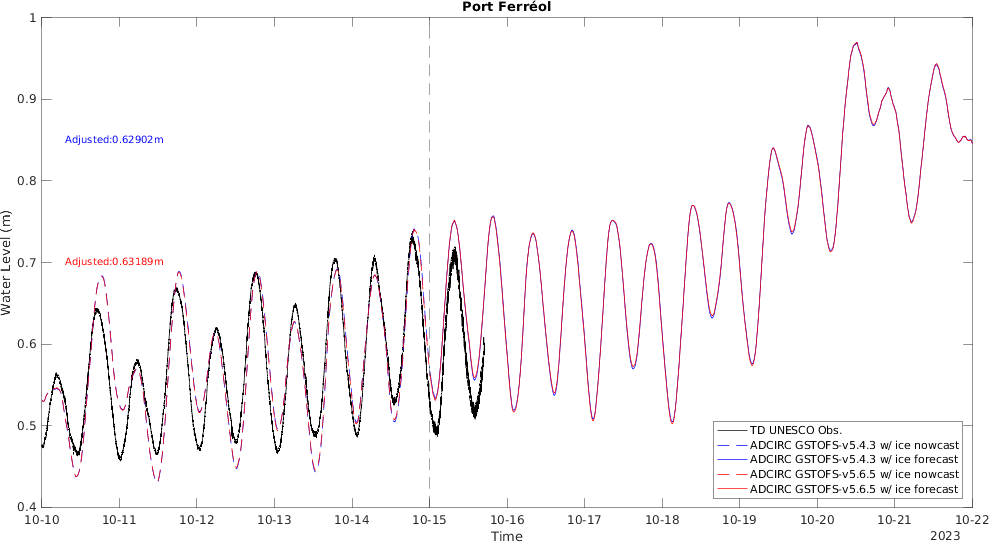 Port Ferréol
1
0.9
0.8
0.7
0.6
0.5
0.4
Water Level (m)
Adjusted:0.62902m
Adjusted:0.63189m
TD UNESCO Obs.
ADCIRC GSTOFS-v5.4.3 w/ ice nowcast
ADCIRC GSTOFS-v5.4.3 w/ ice forecast
ADCIRC GSTOFS-v5.6.5 w/ ice nowcast
ADCIRC GSTOFS-v5.6.5 w/ ice forecast
10-10 10-11 10-12 10-13 10-14 10-15 10-16 10-17 10-18 10-19 10-20 10-21 10-22
Time
2023